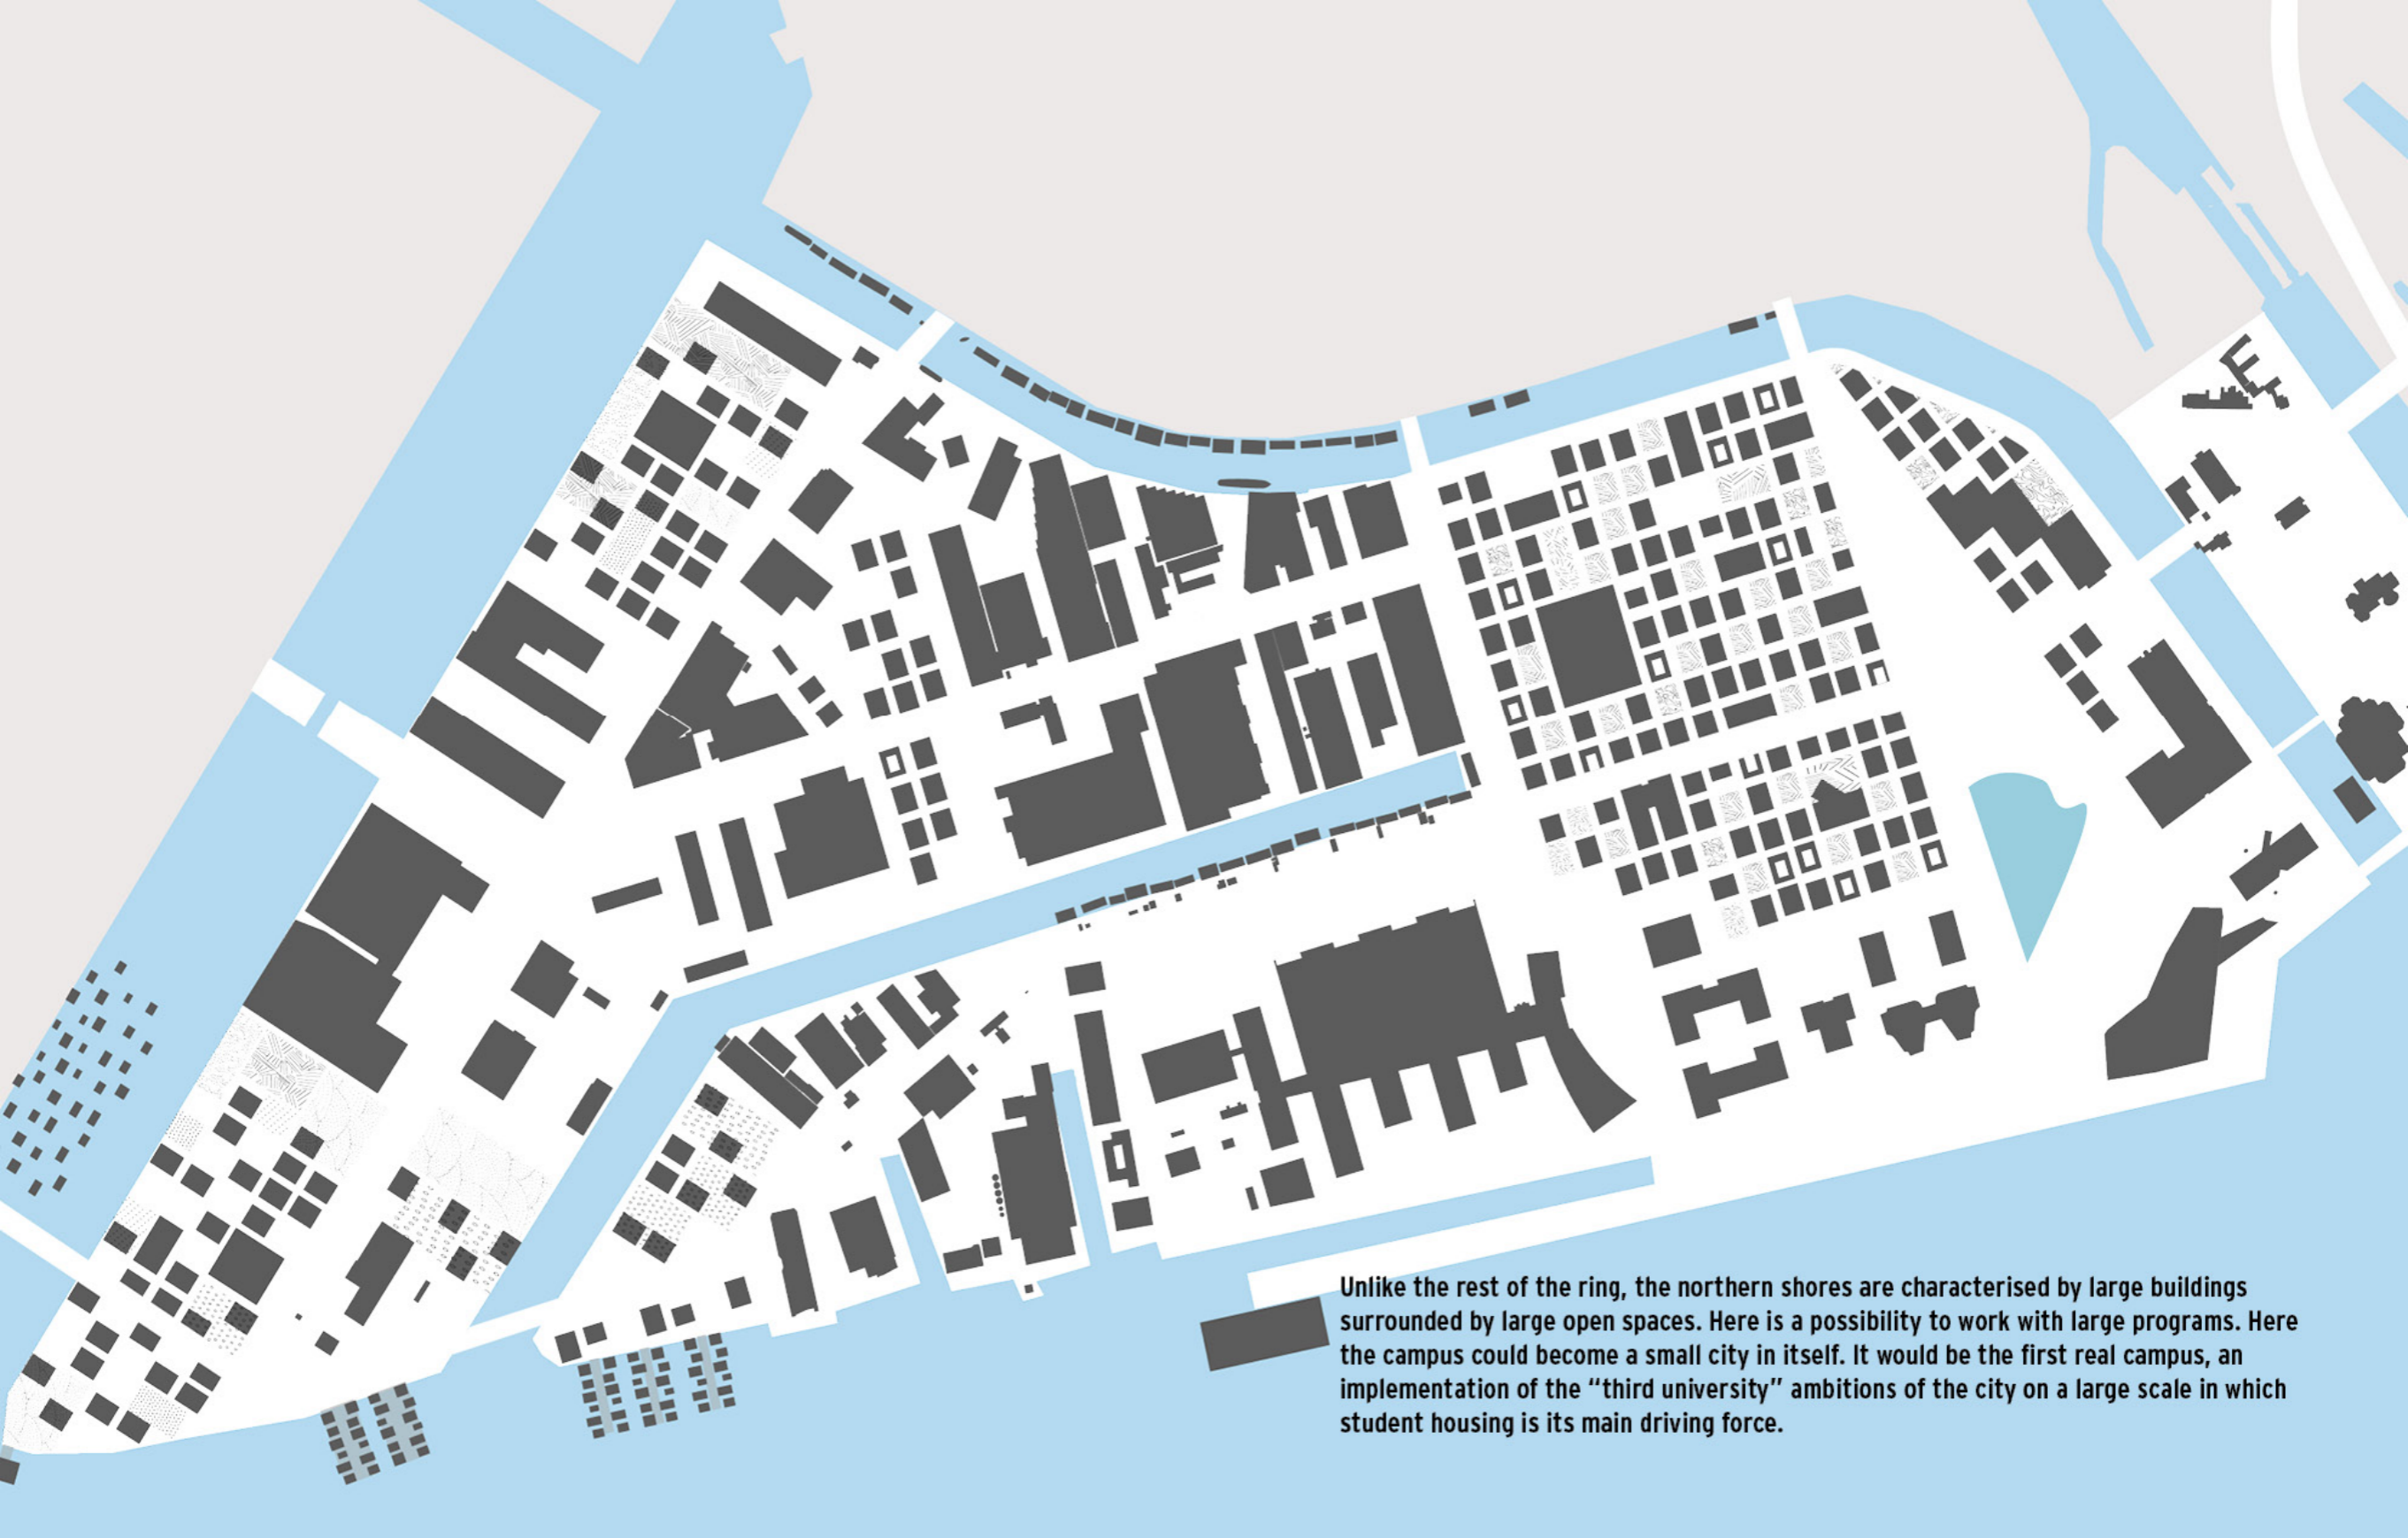 Unlike the rest of the ring, the northern shores are characterised by large buildings
surrounded by large open spaces. Here is a possibility to work with large programs. Here
the campus could become a small city in itself. It would be the first real campus, an
implementation of the “third university” ambitions of the city on a large scale in which
student housing is its main driving force.